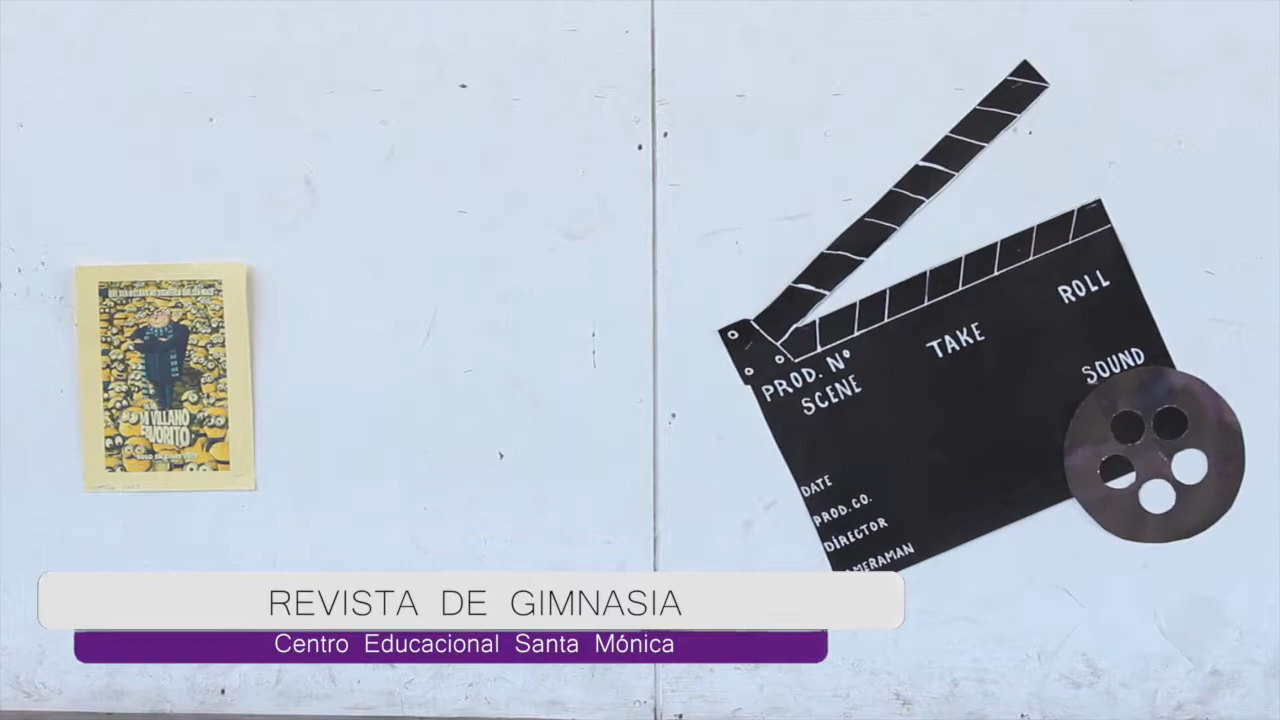 MI VILLANO
FAVORITO
PROD. Nº
TAKE
ROLL
SCENE
SOUND
DATE
PROD.CO.
DIRECTOR
AMERAMAN
REVISTA DE GIMNASIA
Centro Educacional Santa Mónica